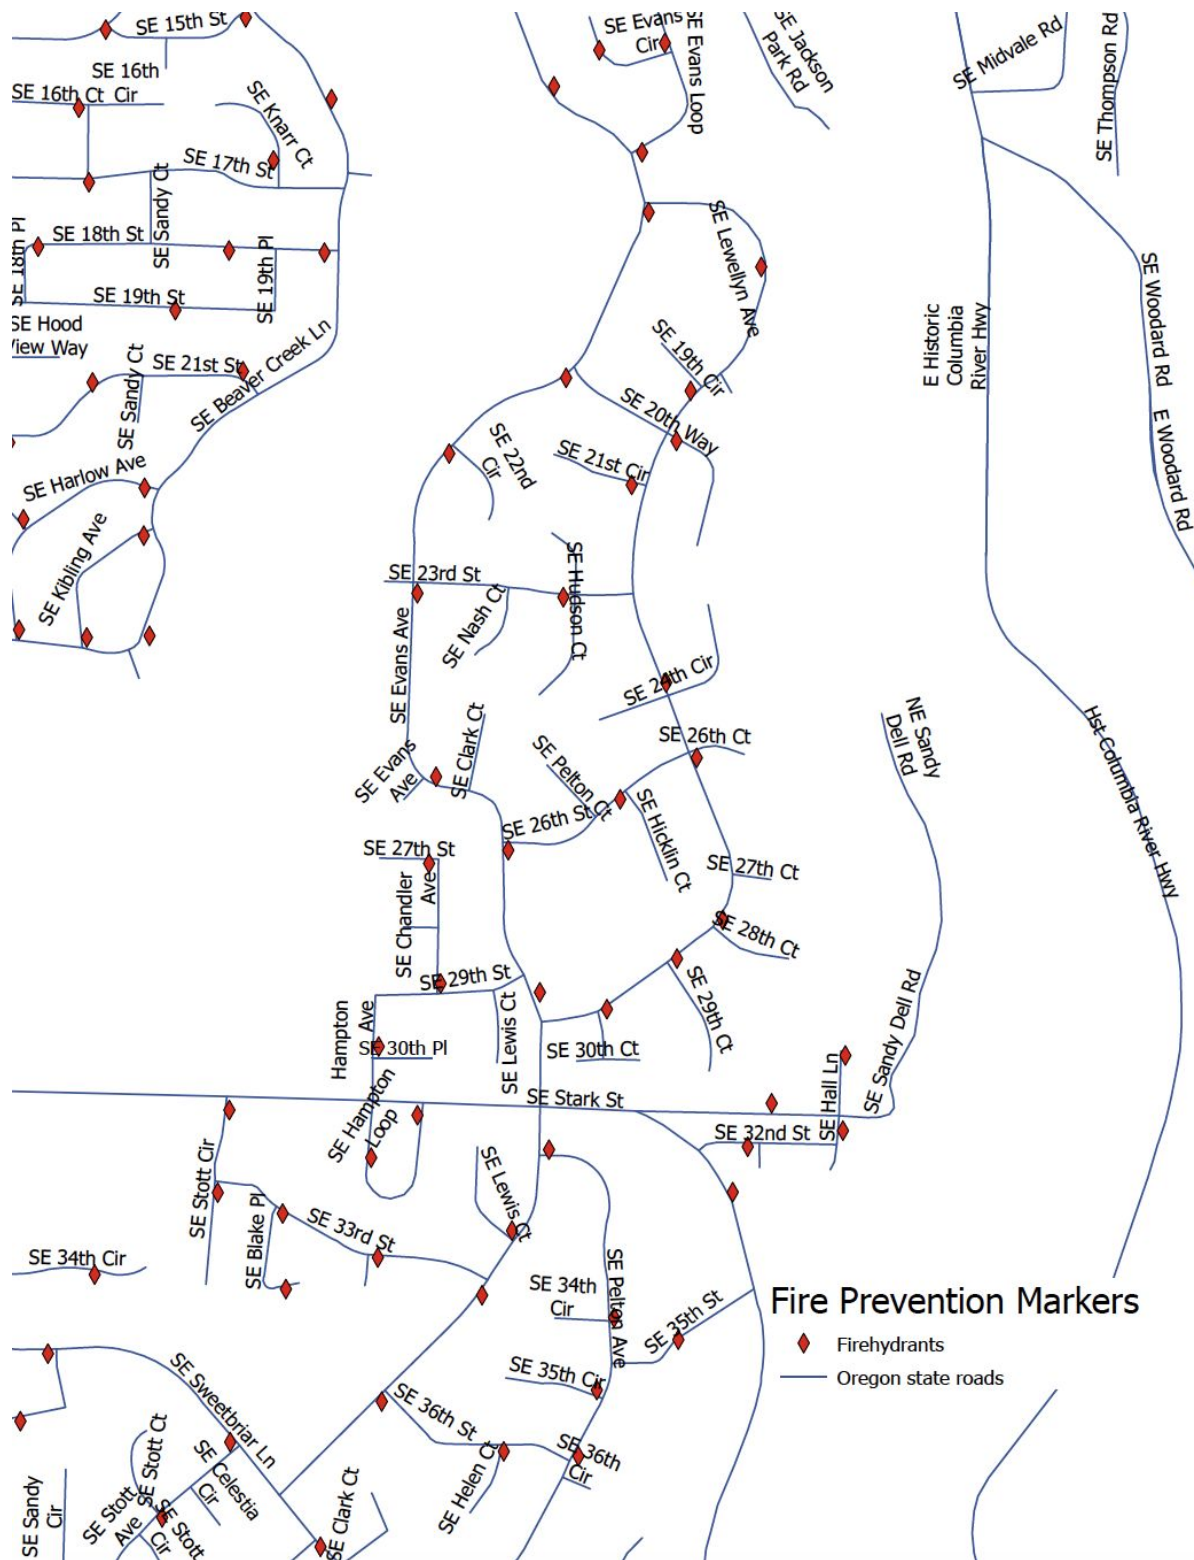 SE 15th St
SE Evans
Cir
SE Evans Loop
SE Jackson
Park Rd
SE Midvale Rd
SE Thompson Rd
SE 16th
Cir
SE 16th Ct
SE Knarr Ct
SE 17th St
SE Sandy Ct
SE 18th St
SE 18th Pl
SE 19th Pl
SE 19th St
SE Lewellyn Ave
SE Woodard Rd
E Historic
Columbia
River Hwy
SE Hood
View Way
SE 21st St
SE Beaver Creek Ln
SE Sandy Ct
SE 19th Cir
SE 20th Way
E Woodard Rd
SE Harlow Ave
SE 22nd
Cir
SE 21st Cir
SE Kibling Ave
SE 23rd St
SE Nash Ct
SE Hudson Ct
SE Evans Ave
SE 24th Cir
SE Evans
Ave
SE Clark Ct
SE 26th Ct
SE Pelton Ct
NE Sandy
Dell Rd
Hst Columbia River Hwy
SE 26th St
SE Hicklin Ct
SE 27th St
SE 27th Ct
SE Chandler
Ave
SE 28th Ct
SE 29th St
SE 29th Ct
Hampton
Ave
SE Lewis Ct
SE 30th Pl
SE 30th Ct
SE Sandy Dell Rd
SE Hall Ln
SE Stark St
SE Hampton
Loop
SE 32nd St
SE Stott Cir
SE Lewis Ct
SE Blake Pl
SE 33rd St
SE 34th Cir
SE 34th
Cir
SE Pelton Ave
SE 35th St
Fire Prevention Markers
Firehydrants
Oregon state roads
SE Sweetbriar Ln
SE 35th Cir
SE 36th St
SE 36th
Cir
SE Stott Ct
SE Celestia
Cir
SE Helen Ct
SE Sandy
Cir
SE Stott
Ave
SE Stott
Cir
SE Clark Ct